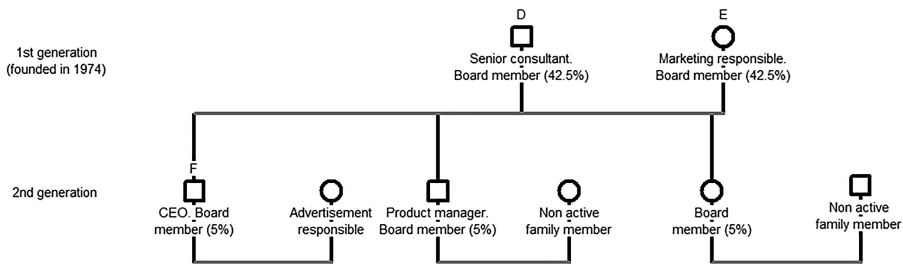 D
E
1st generation
(founded in 1974)
Senior consultant.
Board member (42.5%)
Marketing responsible.
Board member (42.5%)
F
2nd generation
CEO. Board
member (5%)
Advertisement
responsible
Product manager.
Board member (5%)
Non active
family member
Board
member (5%)
Non active
family member